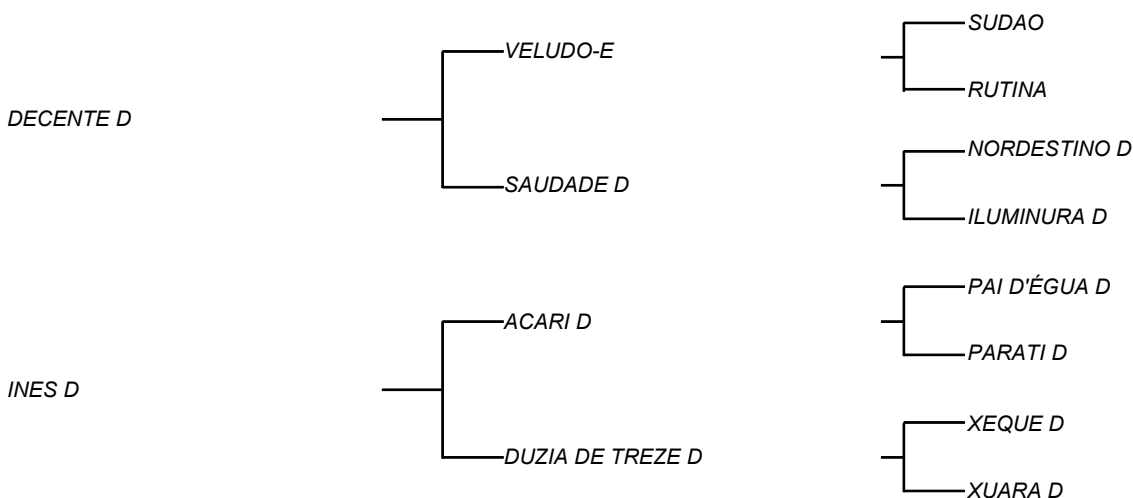 SUDAO
VELUDO-E
RUTINA
DECENTE D
NORDESTINO D
SAUDADE D
ILUMINURA D
PAI D'ÉGUA D
ACARI D
PARATI D
INES D
XEQUE D
DUZIA DE TREZE D
XUARA D